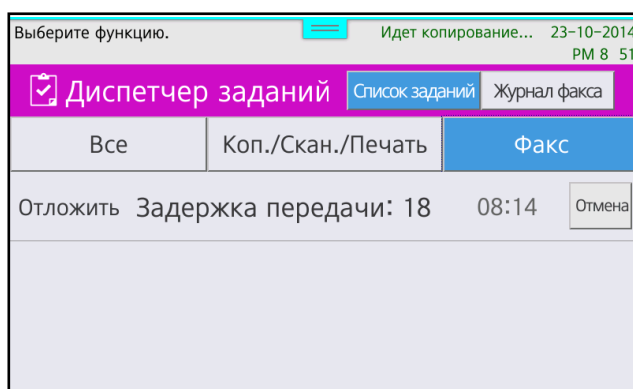 Выберите функцию. Идет копирование... 23-10-2014
PM 8 51
Диспетчер заданий Список заданий Журнал факса
Все Коп./Скан./Печать Факс
Отложить Задержка передачи: 18 08:14 Отмена